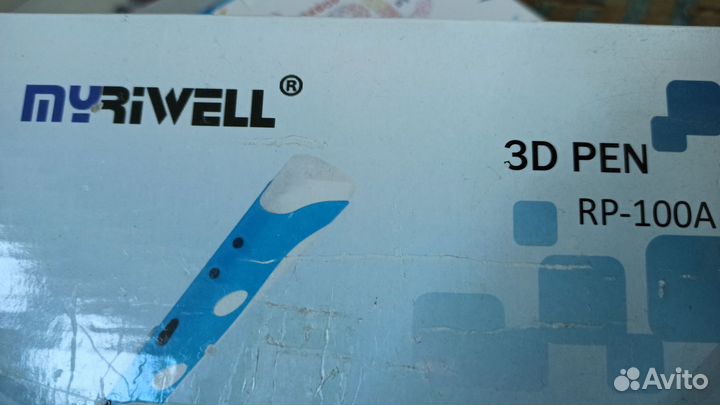 MYRiWELL®
3D PEN
RP-100A
Avito